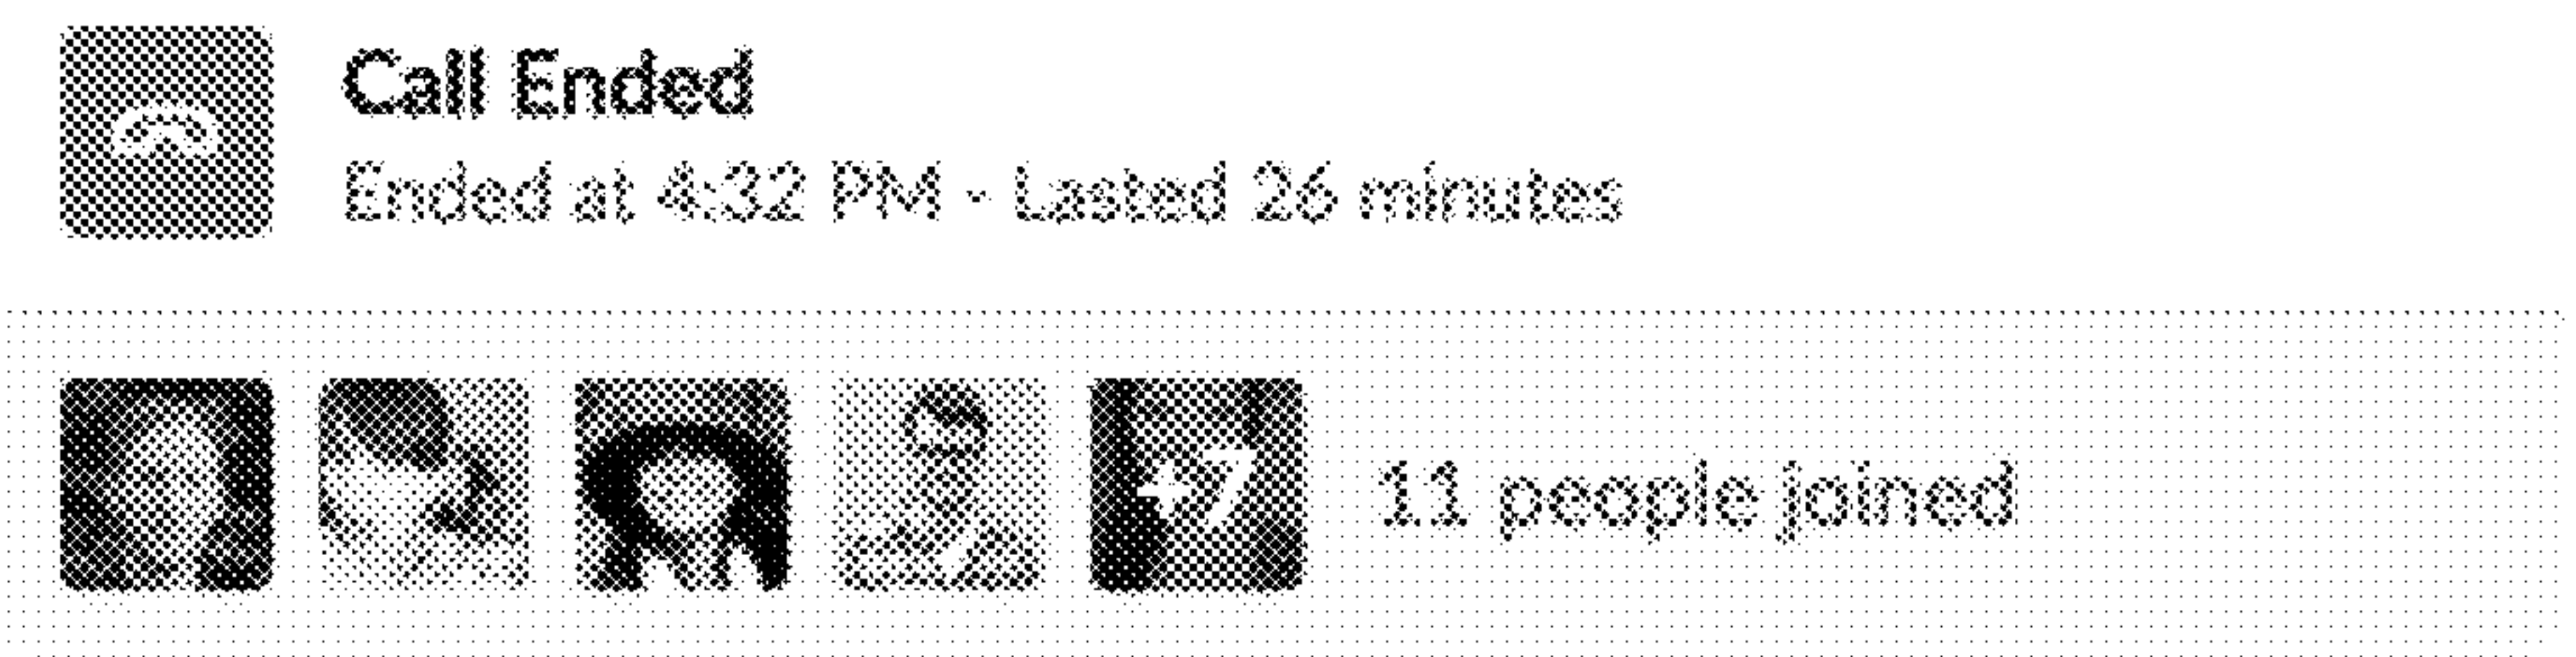 Call Ended
Ended at 4:32 PM · Lasted 26 minutes
+7
11 people joined